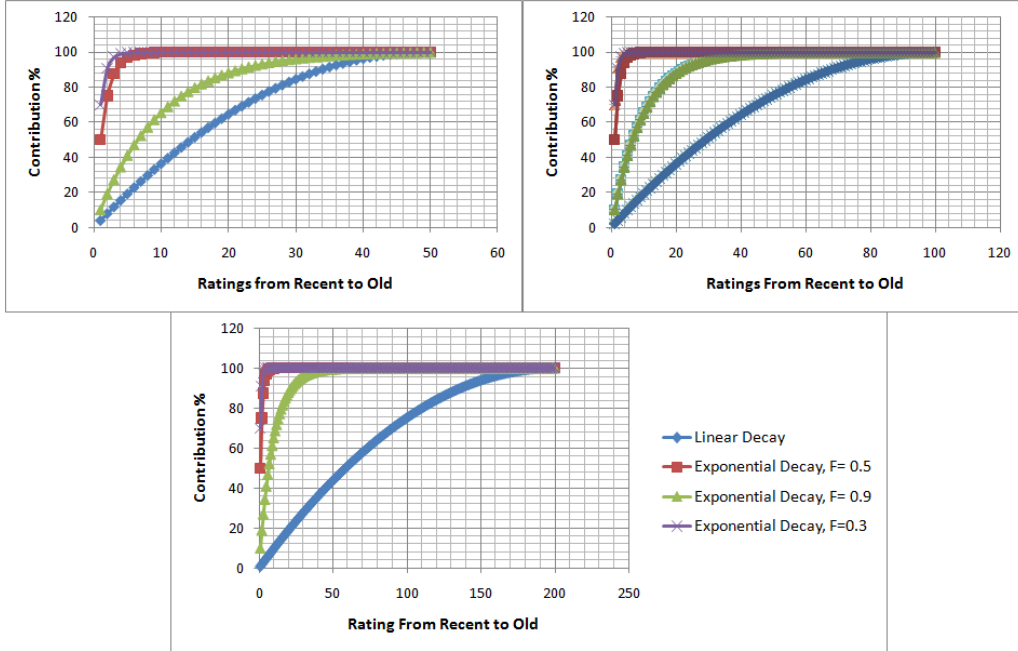 120
100
80
60
40
20
0
Contribution %
0 10 20 30 40 50 60
Ratings from Recent to Old
120
100
80
60
40
20
0
Contribution %
0 20 40 60 80 100 120
Ratings From Recent to Old
120
100
80
60
40
20
0
Contribution %
0 50 100 150 200 250
Rating From Recent to Old
Linear Decay
Exponential Decay, F= 0.5
Exponential Decay, F= 0.9
Exponential Decay, F=0.3